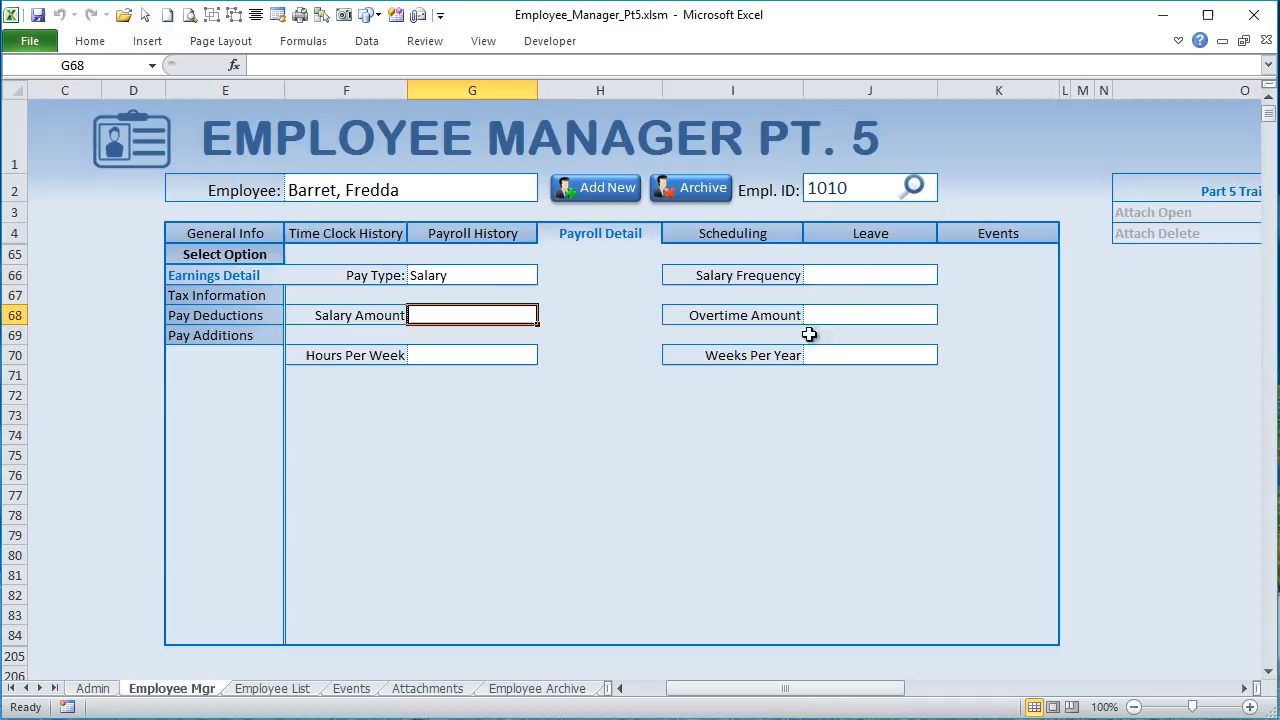 Employee_Manager_Pt5.xlsm - Microsoft Excel
File Home Insert Page Layout Formulas Data Review View Developer
G68 fx
C D E F G H I J K L M N O
1 EMPLOYEE MANAGER PT. 5
2 Employee: Barret, Fredda Add New Archive Empl. ID: 1010 Part 5 Trai
3 Attach Open
4 General Info Time Clock History Payroll History Payroll Detail Scheduling Leave Events Attach Delete
65 Select Option
66 Earnings Detail Pay Type: Salary Salary Frequency
67 Tax Information
68 Pay Deductions Salary Amount Overtime Amount
69 Pay Additions
70 Hours Per Week Weeks Per Year
71
72
73
74
75
76
77
78
79
80
81
82
83
84
205
206
Admin Employee Mgr Employee List Events Attachments Employee Archive
Ready 100%